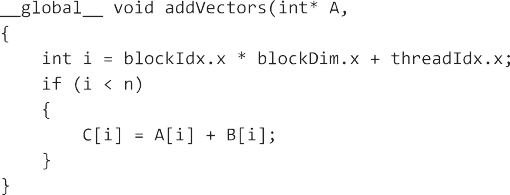 __global__ void addVectors(int* A,
{
    int i = blockIdx.x * blockDim.x + threadIdx.x;
    if (i < n)
    {
        C[i] = A[i] + B[i];
    }
}